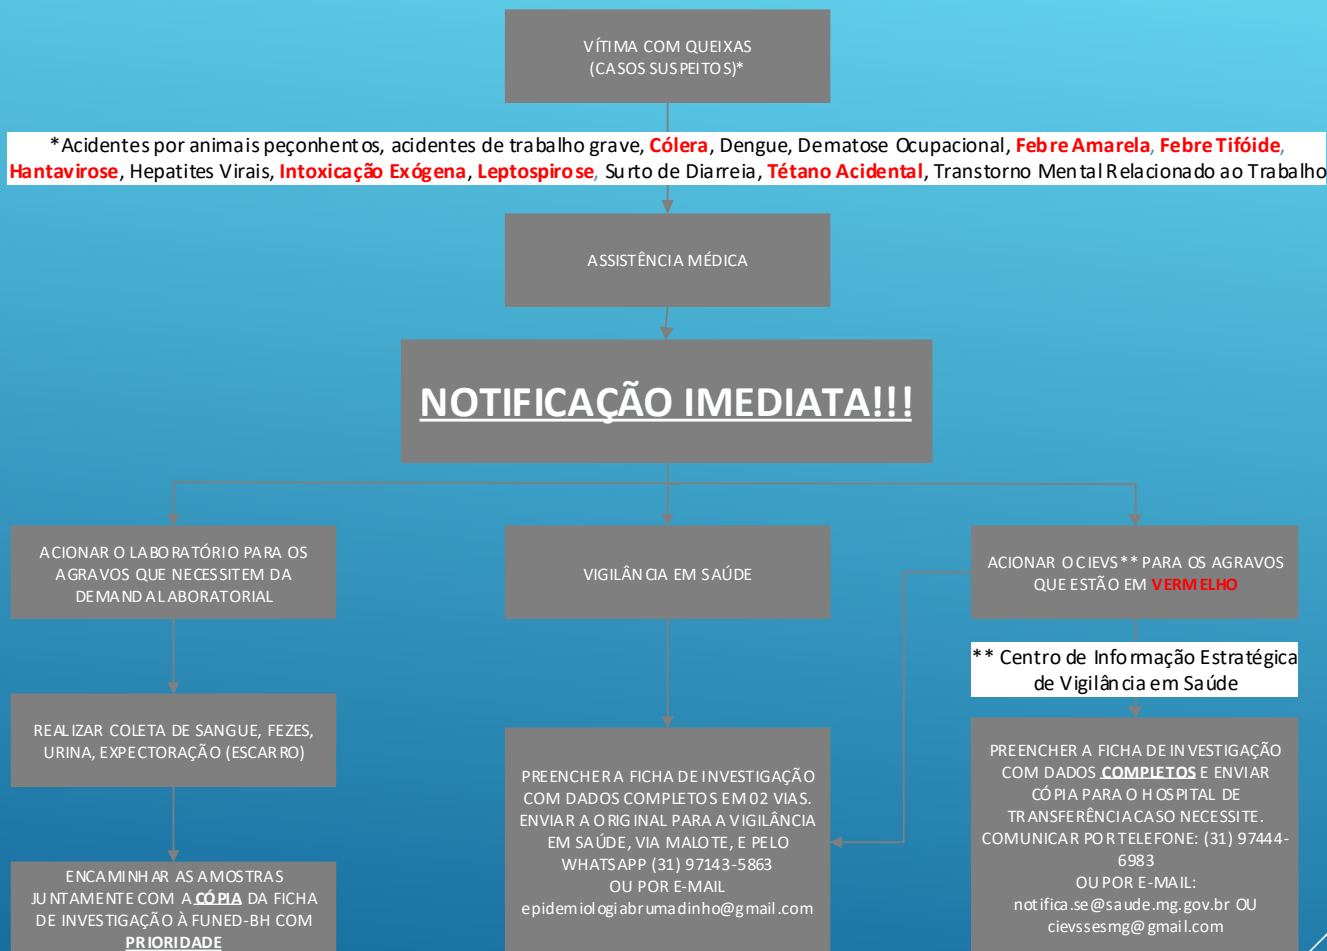 VÍTIMA COM QUEIXAS
(CASOS SUSPEITOS)*
*Acidentes por animais peçonhentos, acidentes de trabalho grave, Cólera, Dengue, Dematose Ocupacional, Febre Amarela, Febre Tifóide,
Hantavirose, Hepatites Virais, Intoxicação Exógena, Leptospirose, Surto de Diarreia, Tétano Acidental, Transtorno Mental Relacionado ao Trabalho
ASSISTÊNCIA MÉDICA
NOTIFICAÇÃO IMEDIATA!!!
ACIONAR O LABORATÓRIO PARA OS
AGRAVOS QUE NECESSITEM DA
DEMANDA LABORATORIAL
REALIZAR COLETA DE SANGUE, FEZES,
URINA, EXPECTORAÇÃO (ESCARRO)
ENCAMINHAR AS AMOSTRAS
JUNTAMENTE COM A CÓPIA DA FICHA
DE INVESTIGAÇÃO À FUNED-BH COM
PRIORIDADE
VIGILÂNCIA EM SAÚDE
PREENCHER A FICHA DE INVESTIGAÇÃO
COM DADOS COMPLETOS EM 02 VIAS.
ENVIAR A ORIGINAL PARA A VIGILÂNCIA
EM SAÚDE, VIA MALOTE, E PELO
WHATSAPP (31) 97143-5863
OU POR E-MAIL
epidemiologiabrumadinho@gmail.com
ACIONAR O CIEVS** PARA OS AGRAVOS
QUE ESTÃO EM VERMELHO
** Centro de Informação Estratégica
de Vigilância em Saúde
PREENCHER A FICHA DE INVESTIGAÇÃO
COM DADOS COMPLETOS E ENVIAR
CÓPIA PARA O HOSPITAL DE
TRANSFERÊNCIA CASO NECESSITE.
COMUNICAR POR TELEFONE: (31) 97444-
6983
OU POR E-MAIL:
notifica.se@saude.mg.gov.br OU
cievssesmg@gmail.com